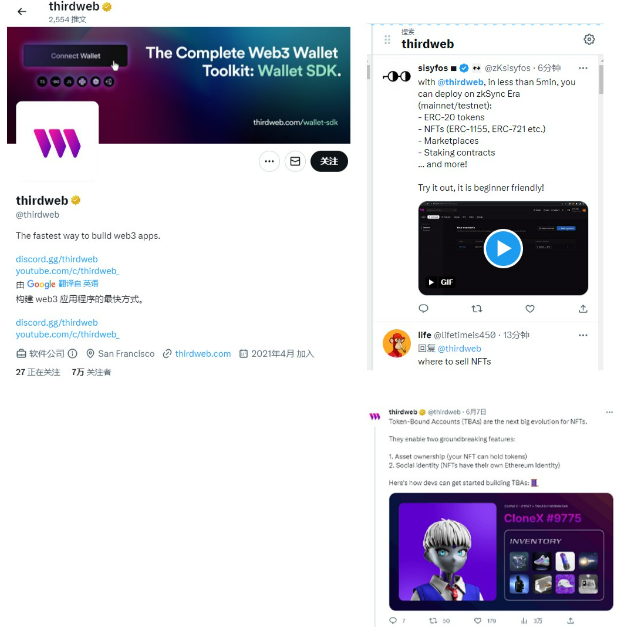 thirdweb
2,554 推文
Connect Wallet
The Complete Web3 Wallet
Toolkit: Wallet SDK.
thirdweb.com/wallet-sdk
关注
thirdweb
@thirdweb
The fastest way to build web3 apps.
discord.gg/thirdweb
youtube.com/c/thirdweb_
由 Google 翻译自 英语
构建 web3 应用程序的最快方式。
discord.gg/thirdweb
youtube.com/c/thirdweb_
软件公司 San Francisco thirdweb.com 2021年4月 加入
27 正在关注 7万 关注者
搜索
thirdweb
sisyfos @zKsisyfos · 6分钟
with @thirdweb, in less than 5min, you
can deploy on zkSync Era
(mainnet/testnet):
- ERC-20 tokens
- NFTs (ERC-1155, ERC-721 etc.)
- Marketplaces
- Staking contracts
... and more!
Try it out, it is beginner friendly!
GIF
life @lifetimeis450 · 13分钟
回复 @thirdweb
where to sell NFTs
thirdweb @thirdweb · 6月7日
Token-Bound Accounts (TBAs) are the next big evolution for NFTs.
They enable two groundbreaking features:
1. Asset ownership (your NFT can hold tokens)
2. Social Identity (NFTs have their own Ethereum Identity)
Here's how devs can get started building TBAs:
CloneX #9775
INVENTORY
7 50 179 3万